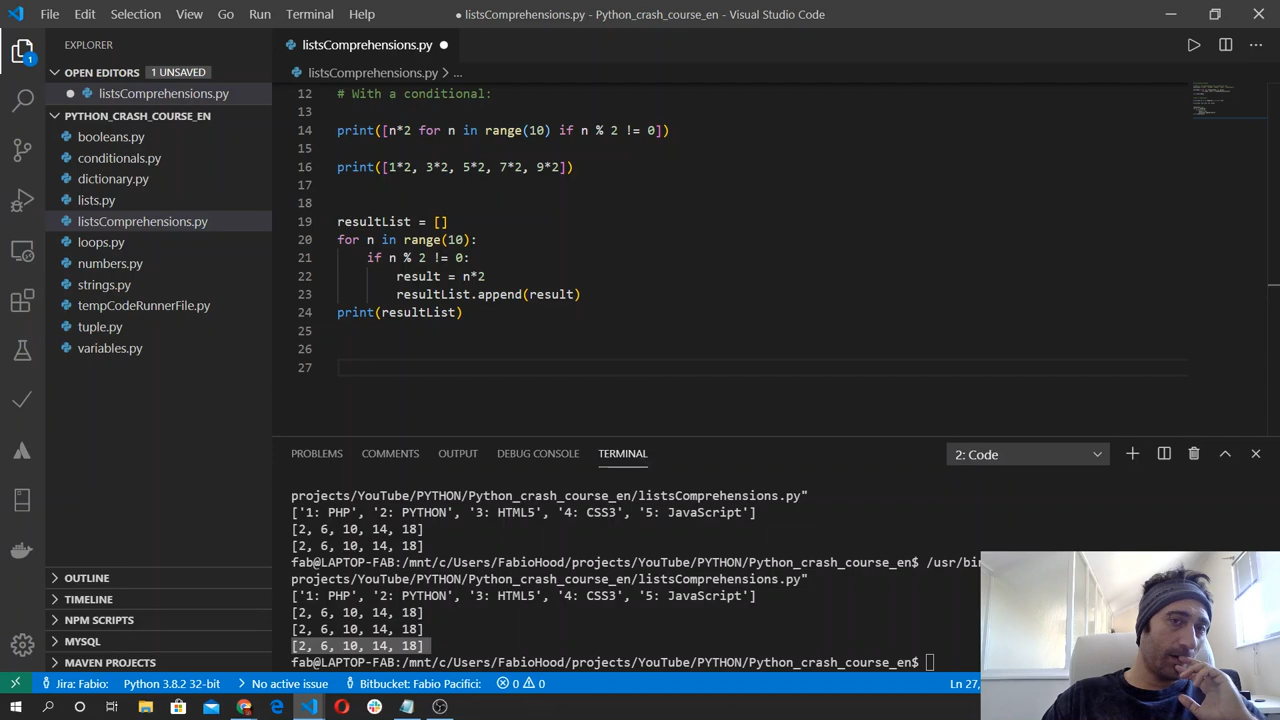 File Edit Selection View Go Run Terminal Help
● listsComprehensions.py - Python_crash_course_en - Visual Studio Code
EXPLORER
OPEN EDITORS 1 UNSAVED
listsComprehensions.py
PYTHON_CRASH_COURSE_EN
booleans.py
conditionals.py
dictionary.py
lists.py
listsComprehensions.py
loops.py
numbers.py
strings.py
tempCodeRunnerFile.py
tuple.py
variables.py
OUTLINE
TIMELINE
NPM SCRIPTS
MYSQL
MAVEN PROJECTS
1
listsComprehensions.py
listsComprehensions.py > ...
12 # With a conditional:
13
14 print([n*2 for n in range(10) if n % 2 != 0])
15
16 print([1*2, 3*2, 5*2, 7*2, 9*2])
17
18
19 resultList = []
20 for n in range(10):
21 if n % 2 != 0:
22 result = n*2
23 resultList.append(result)
24 print(resultList)
25
26
27
PROBLEMS COMMENTS OUTPUT DEBUG CONSOLE TERMINAL 2: Code
projects/YouTube/PYTHON/Python_crash_course_en/listsComprehensions.py"
['1: PHP', '2: PYTHON', '3: HTML5', '4: CSS3', '5: JavaScript']
[2, 6, 10, 14, 18]
[2, 6, 10, 14, 18]
fab@LAPTOP-FAB:/mnt/c/Users/FabioHood/projects/YouTube/PYTHON/Python_crash_course_en$ /usr/bin
projects/YouTube/PYTHON/Python_crash_course_en/listsComprehensions.py"
['1: PHP', '2: PYTHON', '3: HTML5', '4: CSS3', '5: JavaScript']
[2, 6, 10, 14, 18]
[2, 6, 10, 14, 18]
[2, 6, 10, 14, 18]
fab@LAPTOP-FAB:/mnt/c/Users/FabioHood/projects/YouTube/PYTHON/Python_crash_course_en$
Jira: Fabio: Python 3.8.2 32-bit No active issue Bitbucket: Fabio Pacifici: 0 0 Ln 27,